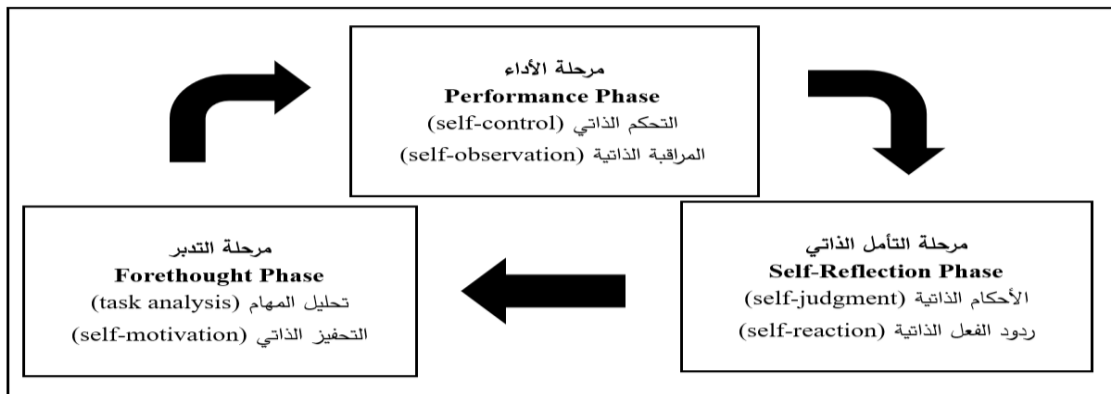 مرحلة الأداء
Performance Phase
التحكم الذاتي (self-control)
المراقبة الذاتية (self-observation)
مرحلة التأمل الذاتي
Self-Reflection Phase
الأحكام الذاتية (self-judgment)
ردود الفعل الذاتية (self-reaction)
مرحلة التدبر
Forethought Phase
تحليل المهام (task analysis)
التحفيز الذاتي (self-motivation)